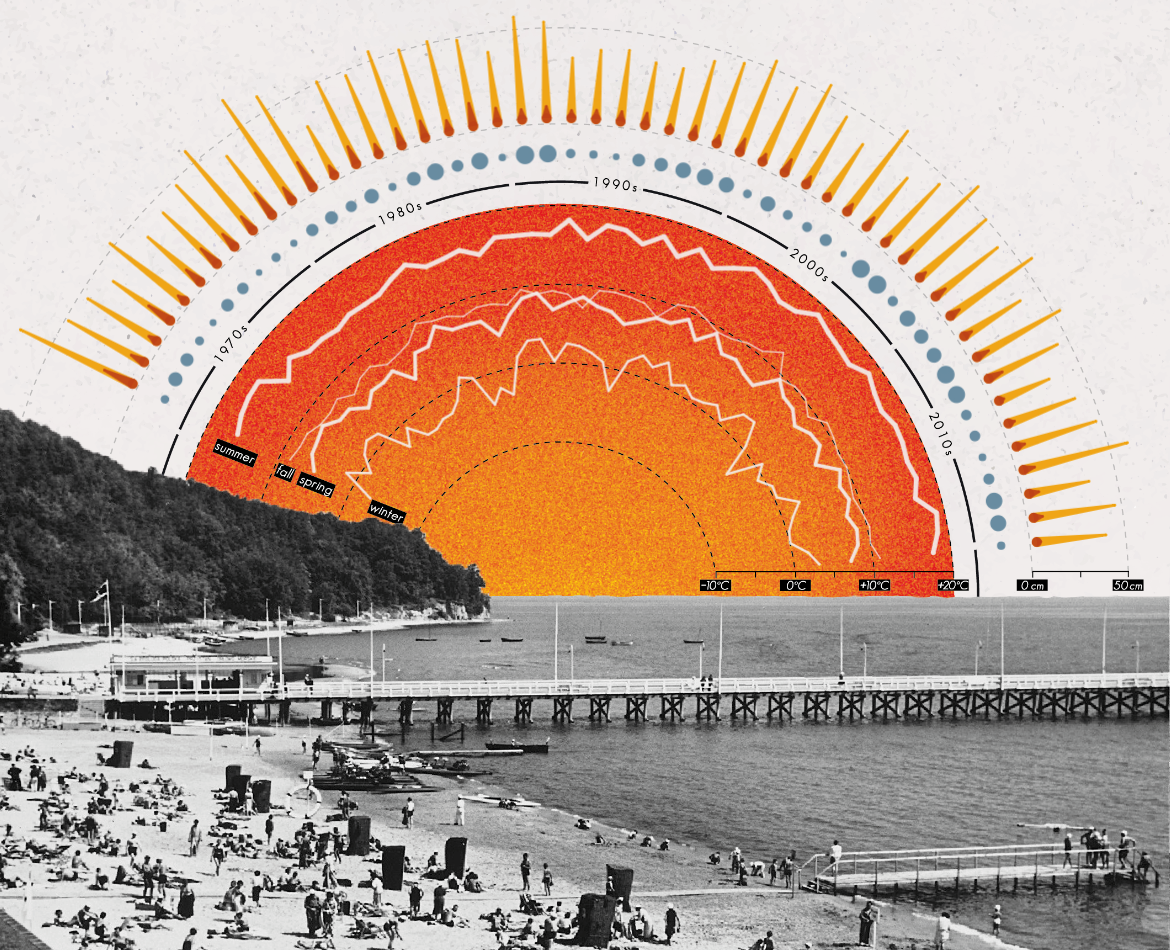 1970s
1980s
1990s
2000s
2010s
summer
fall
spring
winter
-10°C
0°C
+10°C
+20°C
0 cm
50 cm